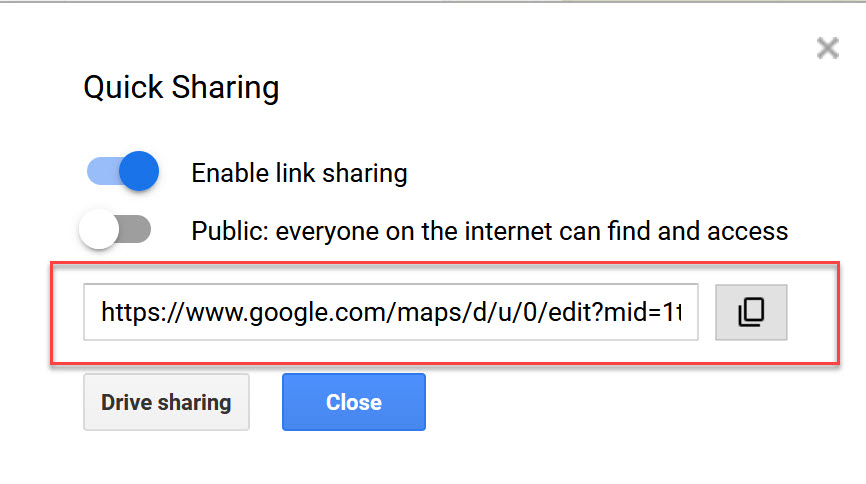 Quick Sharing
Enable link sharing
Public: everyone on the internet can find and access
https://www.google.com/maps/d/u/0/edit?mid=1t
Drive sharing
Close